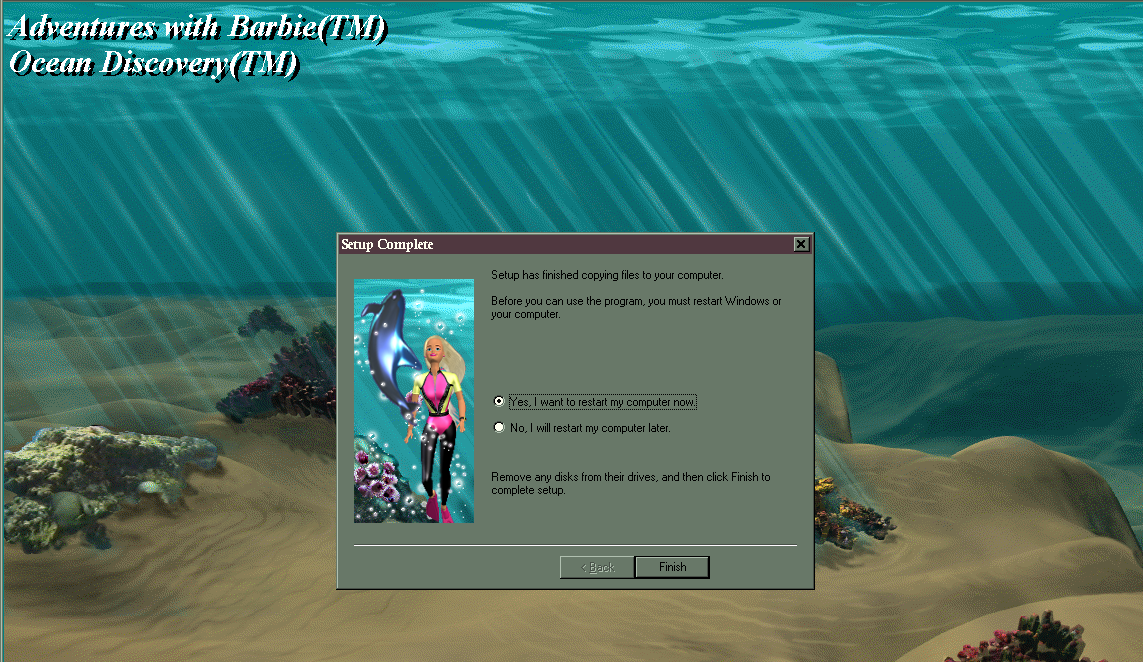 Adventures with Barbie(TM)
Ocean Discovery(TM)
Setup Complete
Setup has finished copying files to your computer.
Before you can use the program, you must restart Windows or
your computer.
Yes, I want to restart my computer now.
No, I will restart my computer later.
Remove any disks from their drives, and then click Finish to
complete setup.
< Back
Finish